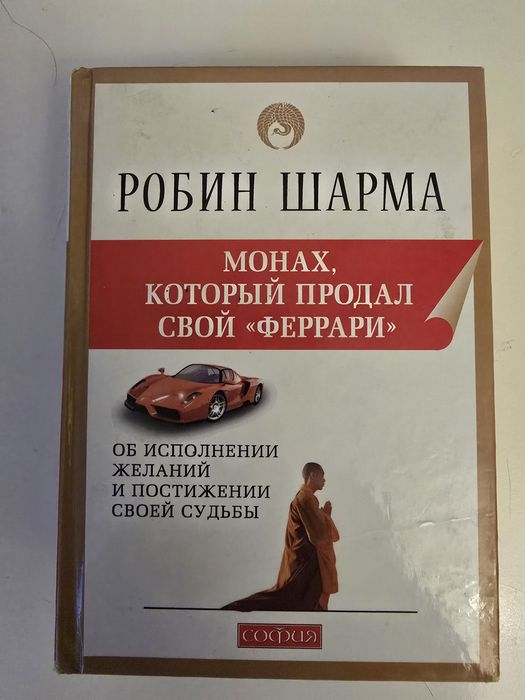 РОБИН ШАРМА
МОНАХ,
КОТОРЫЙ ПРОДАЛ
СВОЙ «ФЕРРАРИ»
ОБ ИСПОЛНЕНИИ
ЖЕЛАНИЙ
И ПОСТИЖЕНИИ
СВОЕЙ СУДЬБЫ
СОФИЯ